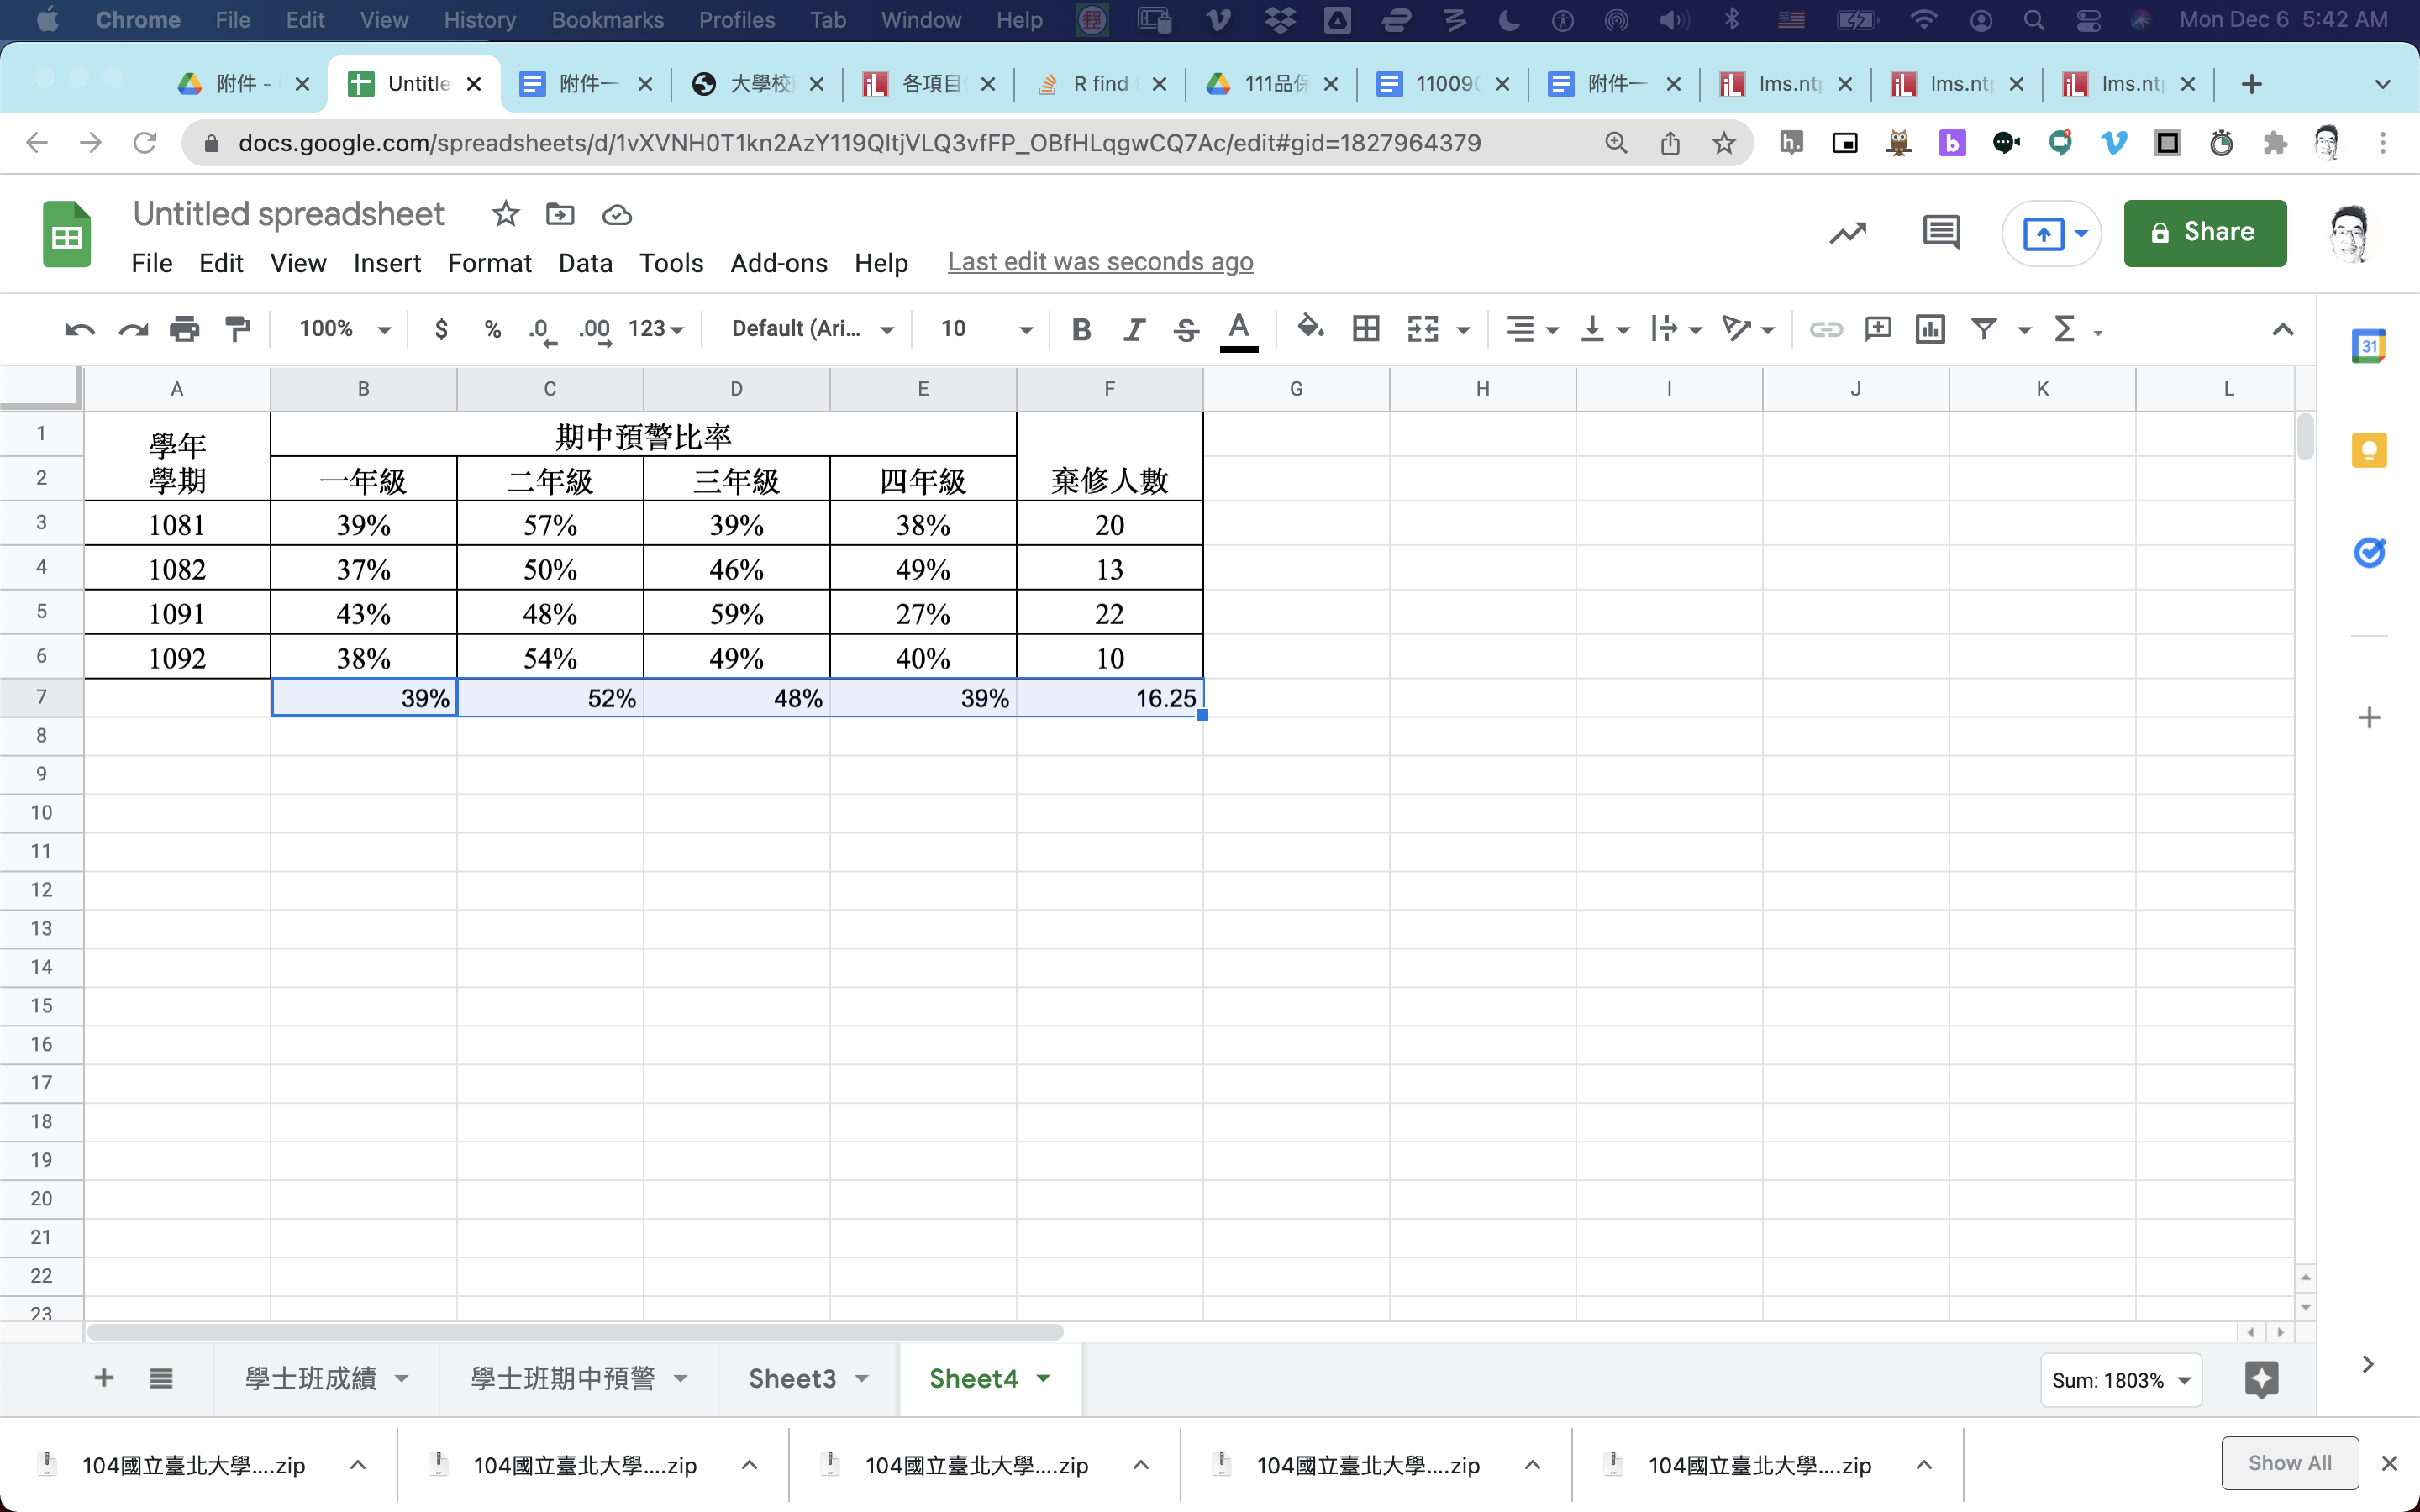 Chrome File Edit View History Bookmarks Profiles Tab Window Help Mon Dec 6 5:42 AM
附件 - Untitle 附件一 大學校 各項目 R find 111品保 11009 附件一 lms.ntp lms.ntp lms.ntp
docs.google.com/spreadsheets/d/1vXVNH0T1kn2AzY119QltjVLQ3vfFP_OBfHLqgwCQ7Ac/edit#gid=1827964379
Untitled spreadsheet
Share
File Edit View Insert Format Data Tools Add-ons Help Last edit was seconds ago
100% $ % .0 .00 123 Default (Ari... 10 B I S A Σ
31
A B C D E F G H I J K L
1 學年 期中預警比率
2 學期 一年級 二年級 三年級 四年級 棄修人數
3 1081 39% 57% 39% 38% 20
4 1082 37% 50% 46% 49% 13
5 1091 43% 48% 59% 27% 22
6 1092 38% 54% 49% 40% 10
7 39% 52% 48% 39% 16.25
8
9
10
11
12
13
14
15
16
17
18
19
20
21
22
23
學士班成績 學士班期中預警 Sheet3 Sheet4 Sum: 1803%
104國立臺北大學....zip 104國立臺北大學....zip 104國立臺北大學....zip 104國立臺北大學....zip 104國立臺北大學....zip Show All